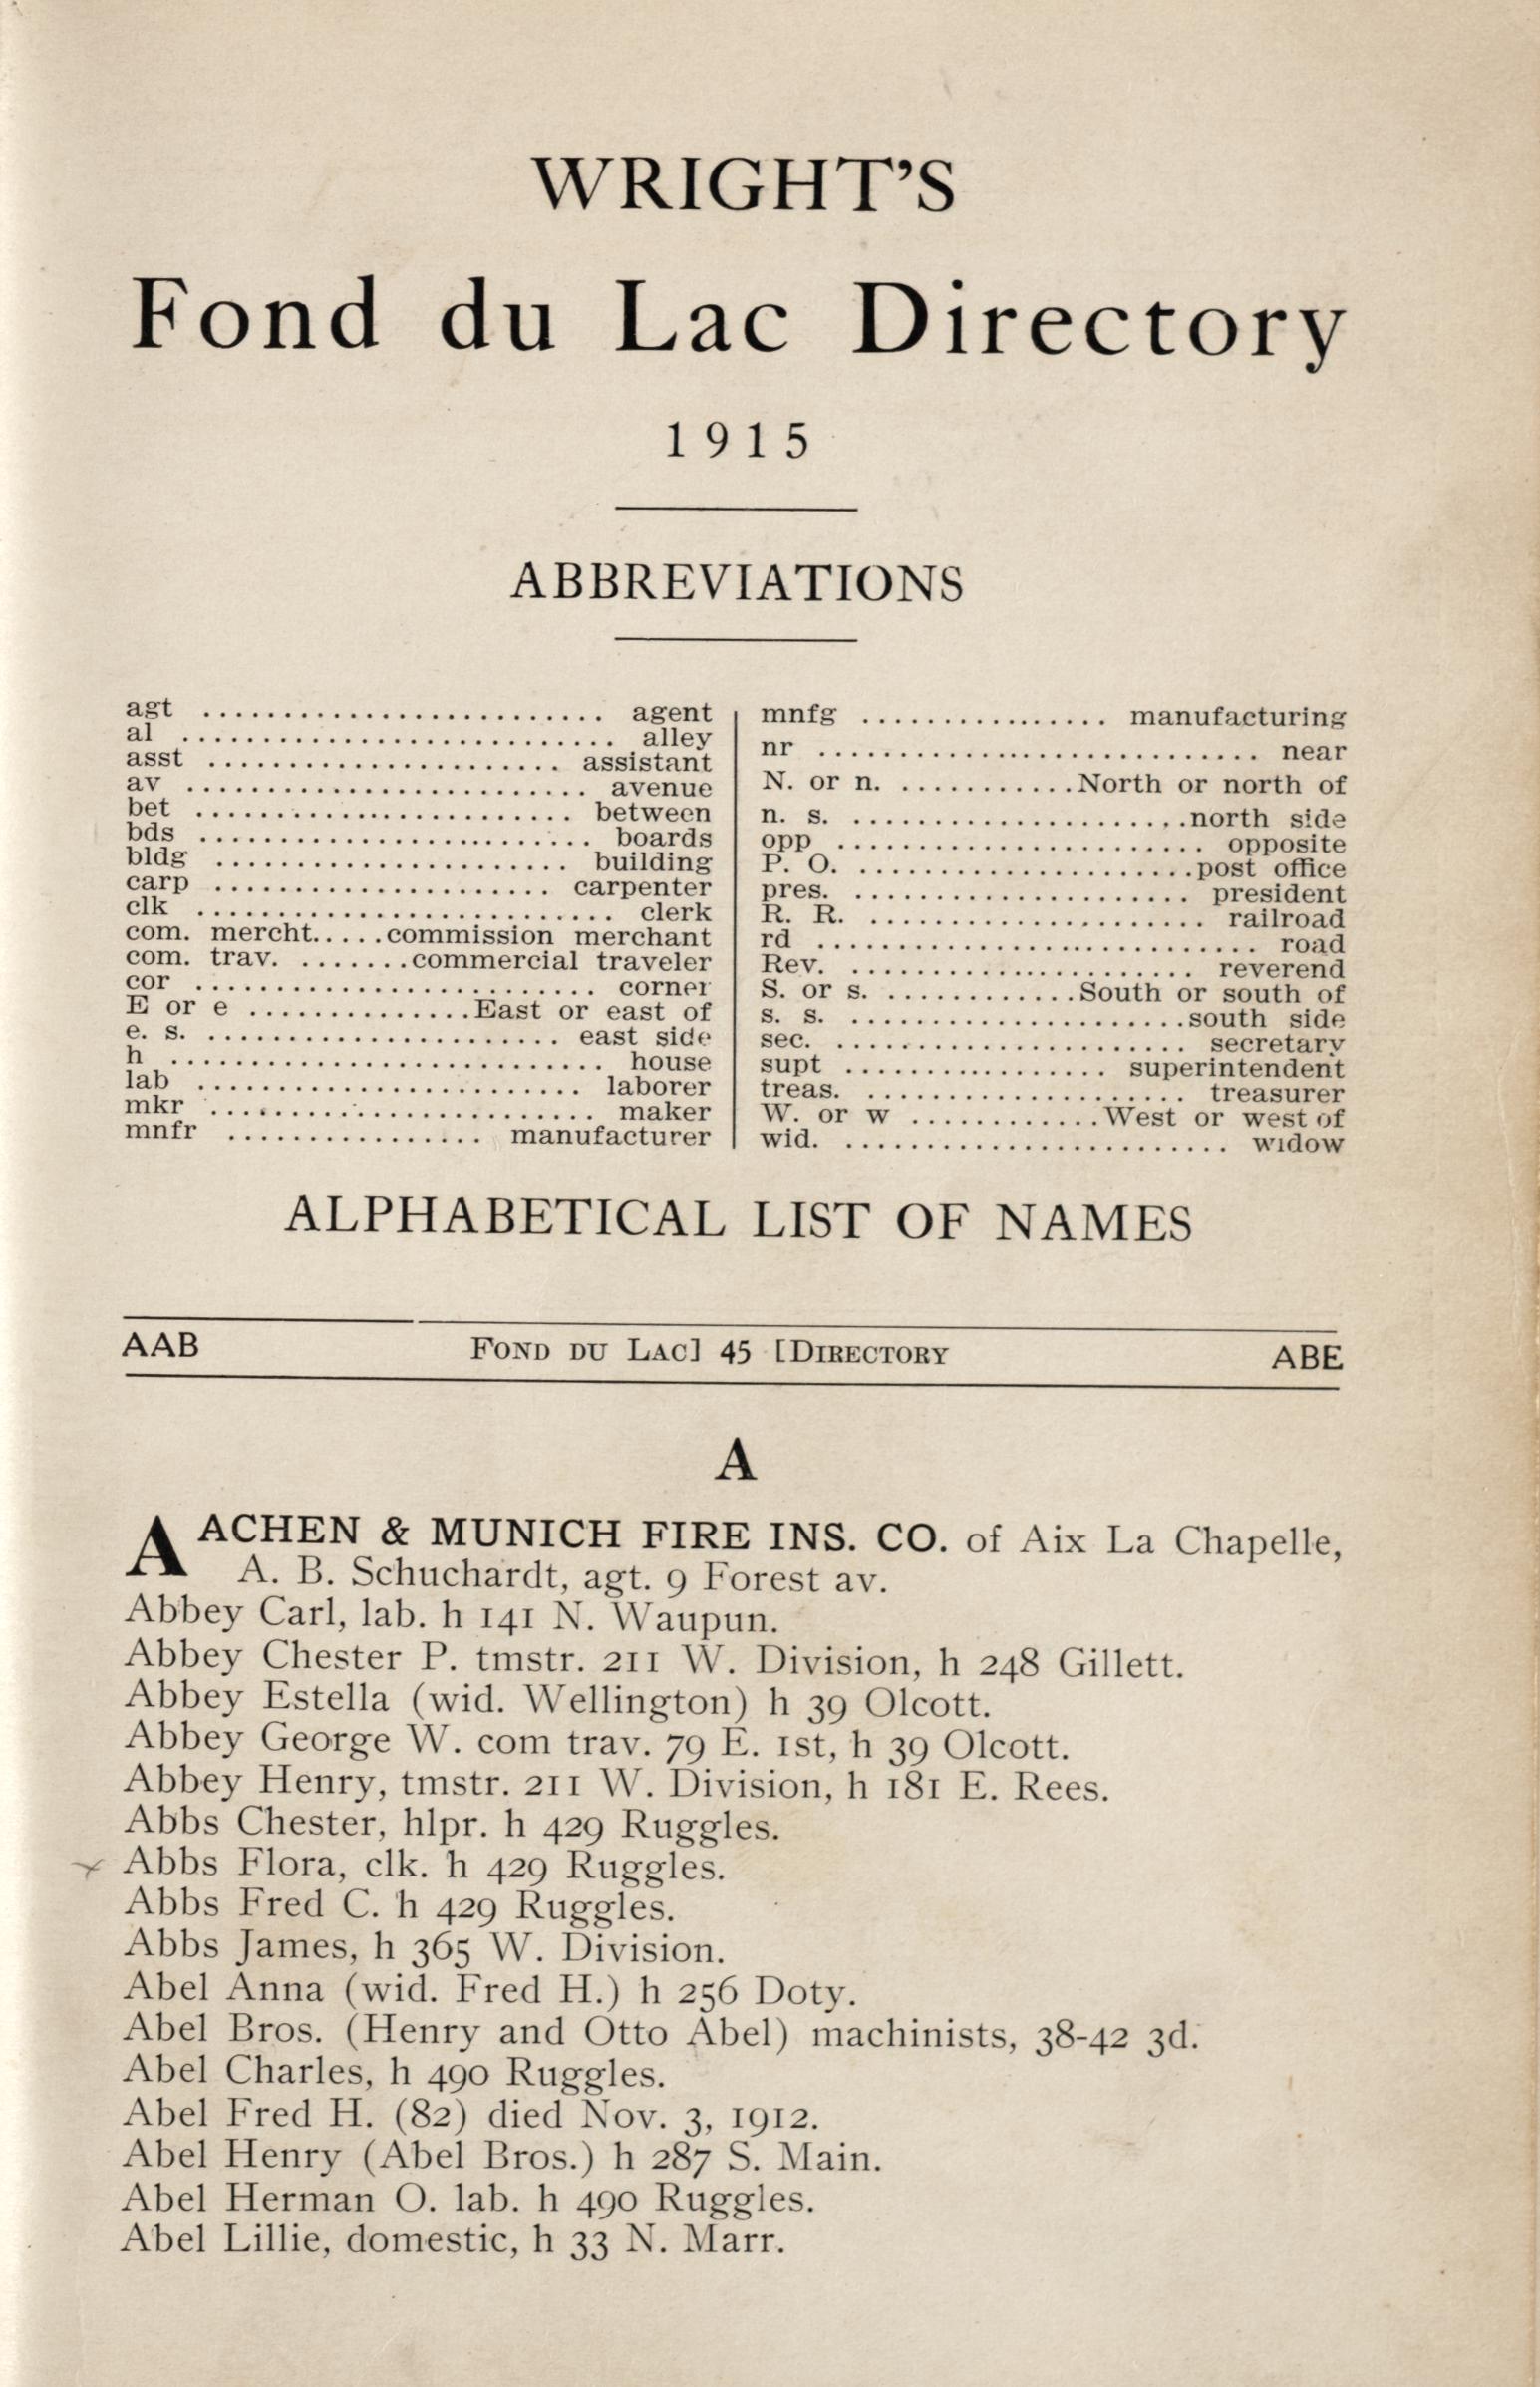 WRIGHT'S
Fond du Lac Directory
1915
ABBREVIATIONS
agt ......................... agent
al ........................... alley
asst ...................... assistant
av ......................... avenue
bet ........................ between
bds ......................... boards
bldg ...................... building
carp ..................... carpenter
clk .......................... clerk
com. mercht.....commission merchant
com. trav. .......commercial traveler
cor ......................... corner
E or e ..............East or east of
e. s. ...................... east side
h ........................... house
lab ........................ laborer
mkr ........................ maker
mnfr ................ manufacturer
mnfg ................ manufacturing
nr ............................ near
N. or n. ...........North or north of
n. s. .......................north side
opp ....................... opposite
P. O. .....................post office
pres. ..................... president
R. R. ..................... railroad
rd ............................ road
Rev. ...................... reverend
S. or s. ............South or south of
s. s. .....................south side
sec. ...................... secretary
supt ................. superintendent
treas. ...................... treasurer
W. or w ............West or west of
wid. ........................ widow
ALPHABETICAL LIST OF NAMES
AAB FOND DU LAC] 45 [DIRECTORY ABE
A
AACHEN & MUNICH FIRE INS. CO. of Aix La Chapelle,
A. B. Schuchardt, agt. 9 Forest av.
Abbey Carl, lab. h 141 N. Waupun.
Abbey Chester P. tmstr. 211 W. Division, h 248 Gillett.
Abbey Estella (wid. Wellington) h 39 Olcott.
Abbey George W. com trav. 79 E. 1st, h 39 Olcott.
Abbey Henry, tmstr. 211 W. Division, h 181 E. Rees.
Abbs Chester, hlpr. h 429 Ruggles.
Abbs Flora, clk. h 429 Ruggles.
Abbs Fred C. h 429 Ruggles.
Abbs James, h 365 W. Division.
Abel Anna (wid. Fred H.) h 256 Doty.
Abel Bros. (Henry and Otto Abel) machinists, 38-42 3d.
Abel Charles, h 490 Ruggles.
Abel Fred H. (82) died Nov. 3, 1912.
Abel Henry (Abel Bros.) h 287 S. Main.
Abel Herman O. lab. h 490 Ruggles.
Abel Lillie, domestic, h 33 N. Marr.